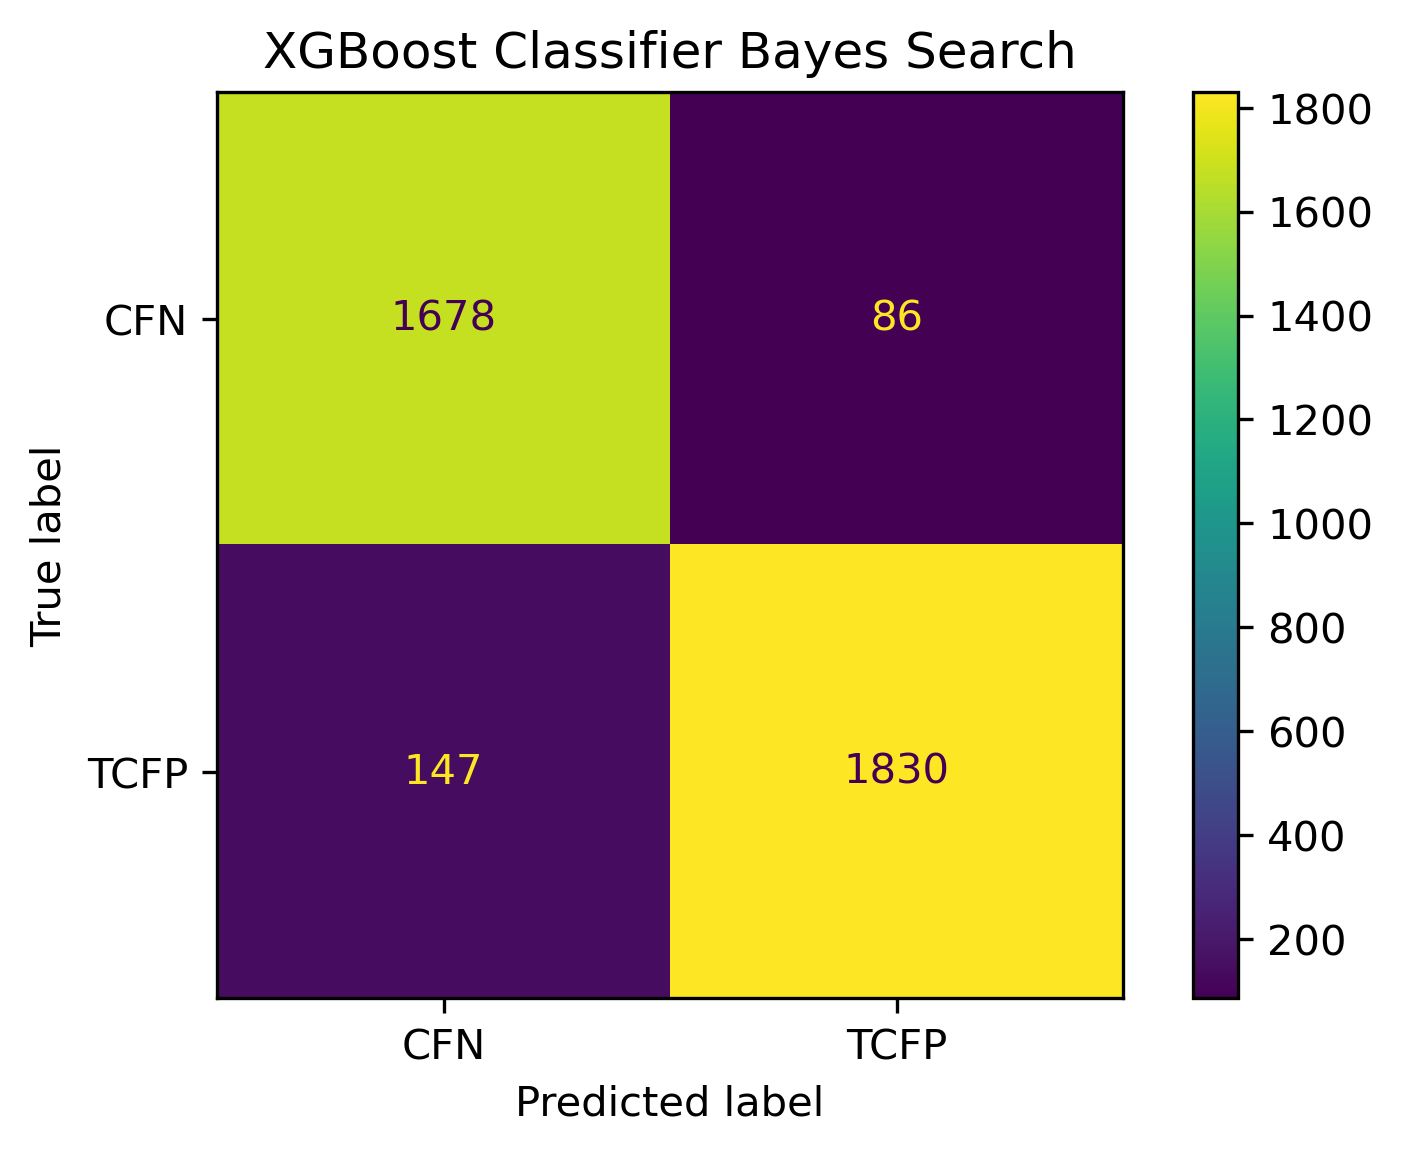 XGBoost Classifier Bayes Search
True label
CFN
TCFP
1678
86
147
1830
CFN
TCFP
Predicted label
1800
1600
1400
1200
1000
800
600
400
200